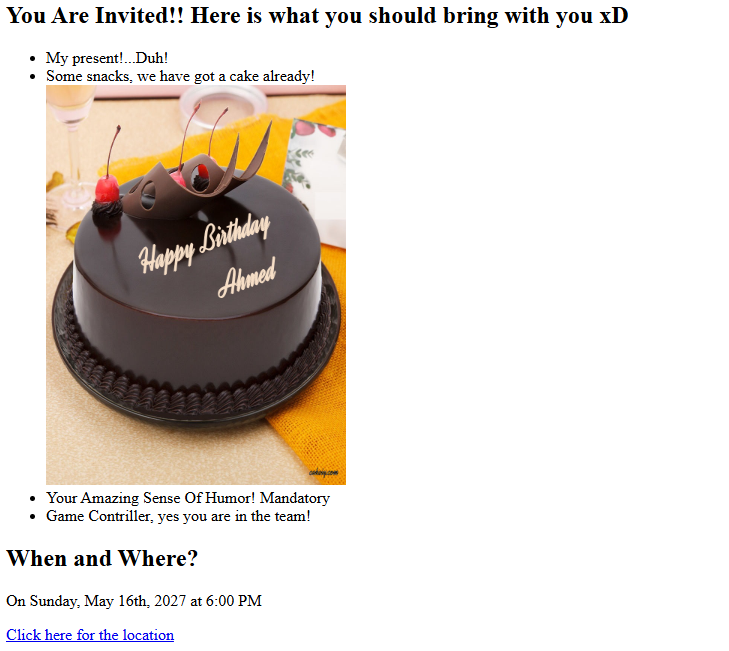 You Are Invited!! Here is what you should bring with you xD
My present!...Duh!
Some snacks, we have got a cake already!
Happy Birthday
Ahmed
cakezy.com
Your Amazing Sense Of Humor! Mandatory
Game Contriller, yes you are in the team!
When and Where?
On Sunday, May 16th, 2027 at 6:00 PM
Click here for the location